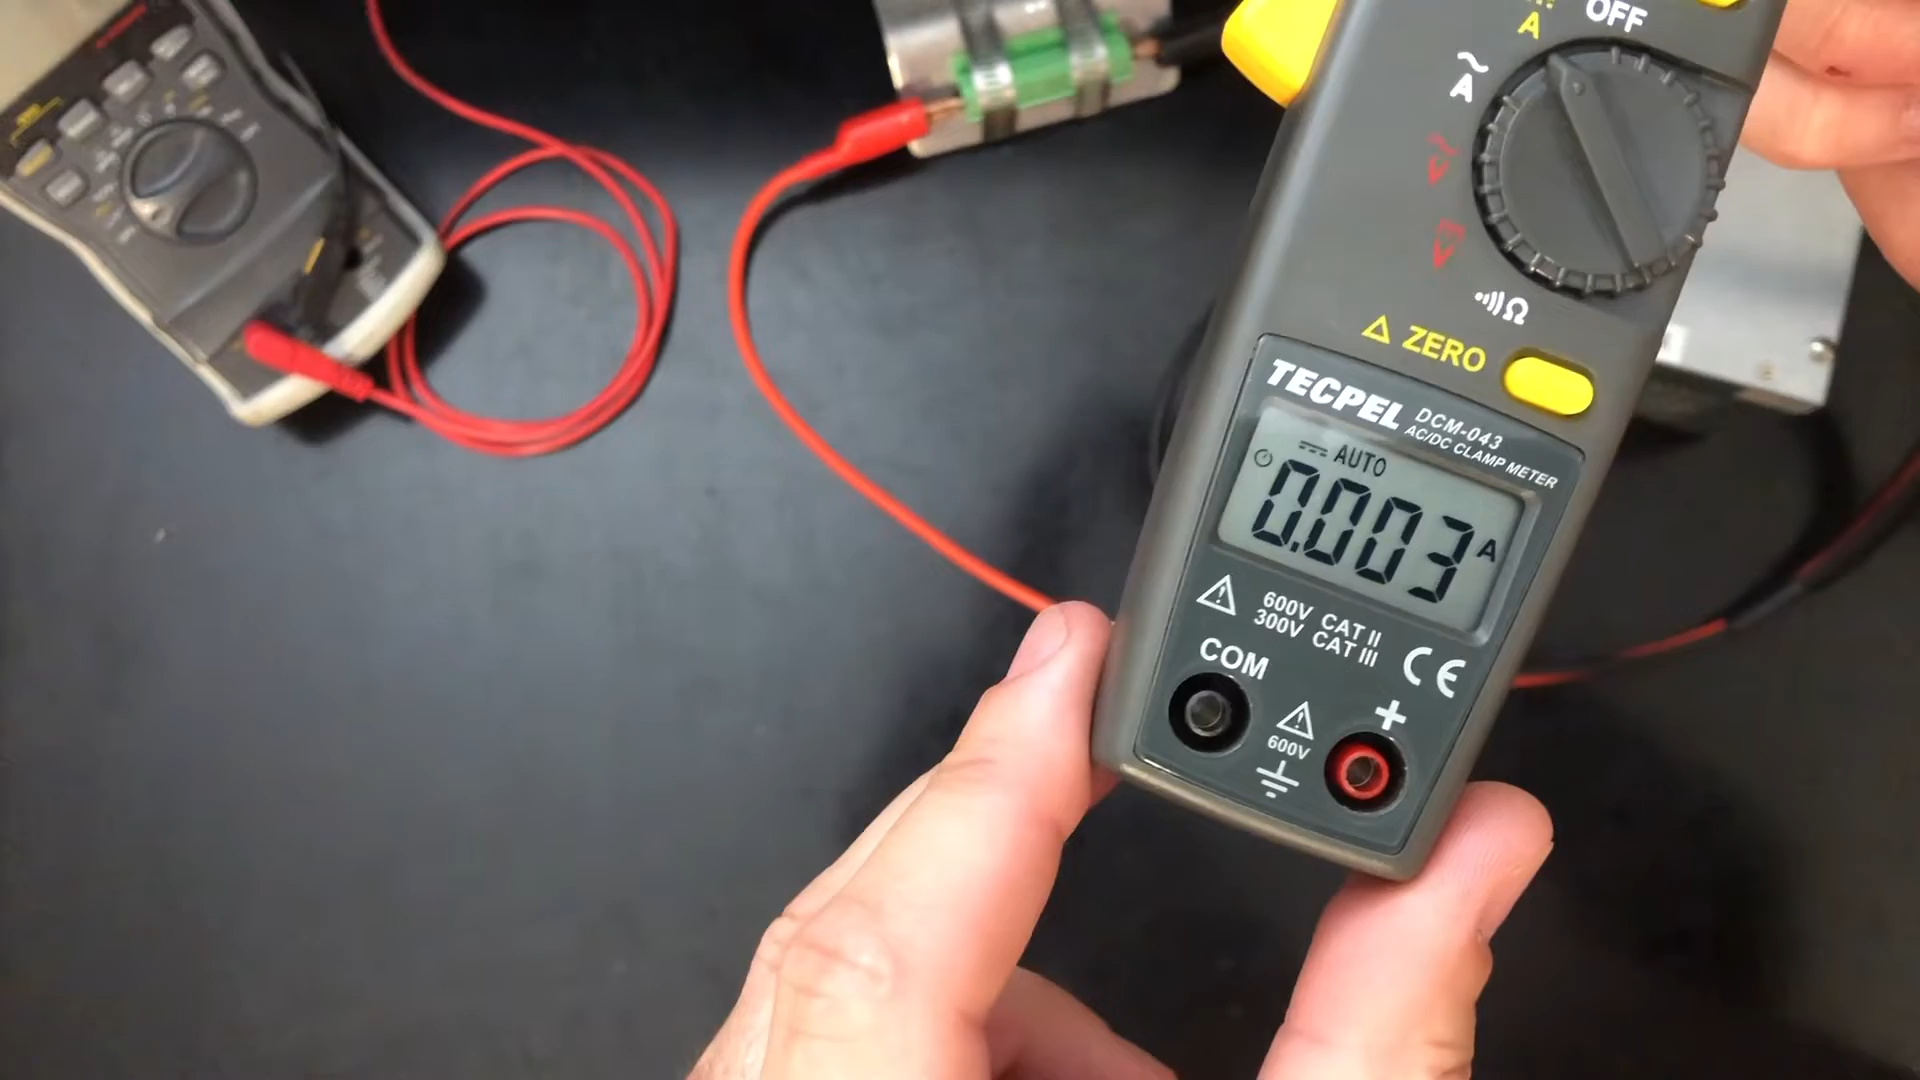 OFF
A
A
V
V
Ω
△ ZERO
TECPEL
DCM-043
AC/DC CLAMP METER
AUTO
0.003 A
600V CAT II
300V CAT III
CE
COM
+
600V